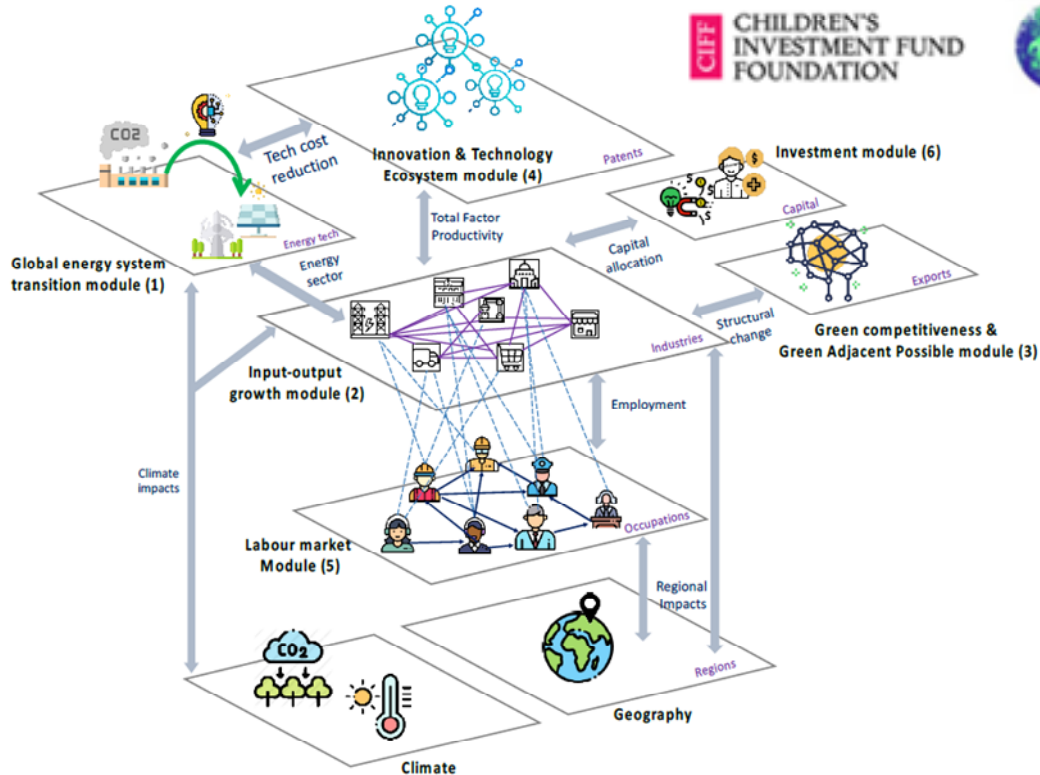 CIFF
CHILDREN'S
INVESTMENT FUND
FOUNDATION
CO2
Tech cost
reduction
Innovation & Technology
Ecosystem module (4)
Patents
Investment module (6)
Capital
Energy tech
Global energy system
transition module (1)
Energy
sector
Total Factor
Productivity
Capital
allocation
Exports
Structural
change
Green competitiveness &
Green Adjacent Possible module (3)
Industries
Input-output
growth module (2)
Employment
Climate
impacts
Occupations
Labour market
Module (5)
Regional
Impacts
CO2
Regions
Geography
Climate